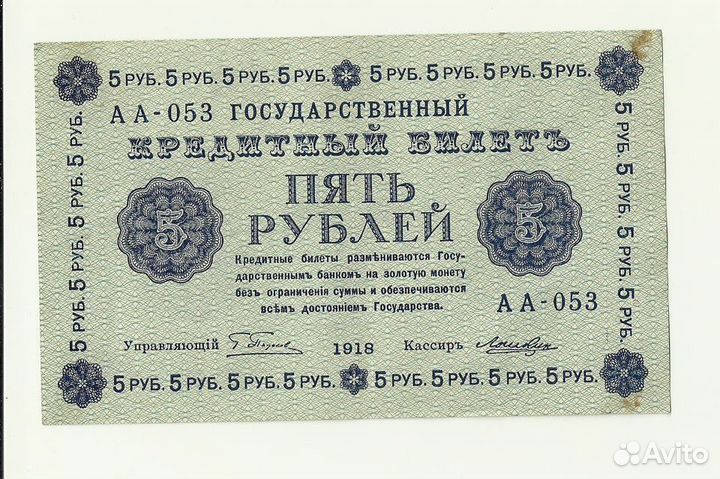 5 РУБ. 5 РУБ. 5 РУБ. 5 РУБ. 5 РУБ. 5 РУБ. 5 РУБ. 5 РУБ.
АА-053 ГОСУДАРСТВЕННЫЙ
КРЕДИТНЫЙ БИЛЕТЪ
ПЯТЬ
РУБЛЕЙ
5
5
Кредитные билеты размѣниваются Госу-
дарственнымъ банкомъ на золотую монету
безъ ограниченія суммы и обезпечиваются
всѣмъ достояніемъ Государства.
АА-053
Управляющій
1918
Кассиръ
5 РУБ. 5 РУБ. 5 РУБ. 5 РУБ.
5 РУБ. 5 РУБ. 5 РУБ. 5 РУБ.
5 РУБ. 5 РУБ. 5 РУБ. 5 РУБ. 5 РУБ. 5 РУБ. 5 РУБ. 5 РУБ.
Avito